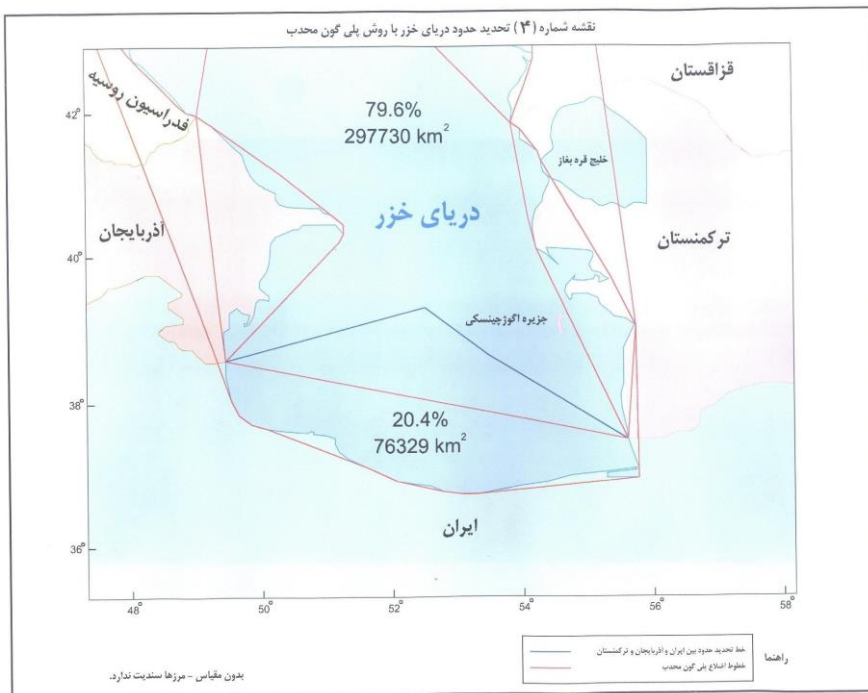 نقشه شماره (۴) تحدید حدود دریای خزر با روش پلی گون محدب
قزاقستان
فدراسیون روسیه
79.6%
297730 km²
خلیج قره بغاز
42°
دریای خزر
آذربایجان
ترکمنستان
40°
جزیره اگوژچینسکی
38°
20.4%
76329 km²
ایران
36°
48° 50° 52° 54° 56° 58°
راهنما
خط تحدید حدود بین ایران و اذربایجان و ترکمنستان
خطوط اضلاع پلی گون محدب
بدون مقیاس - مرزها سندیت ندارد.